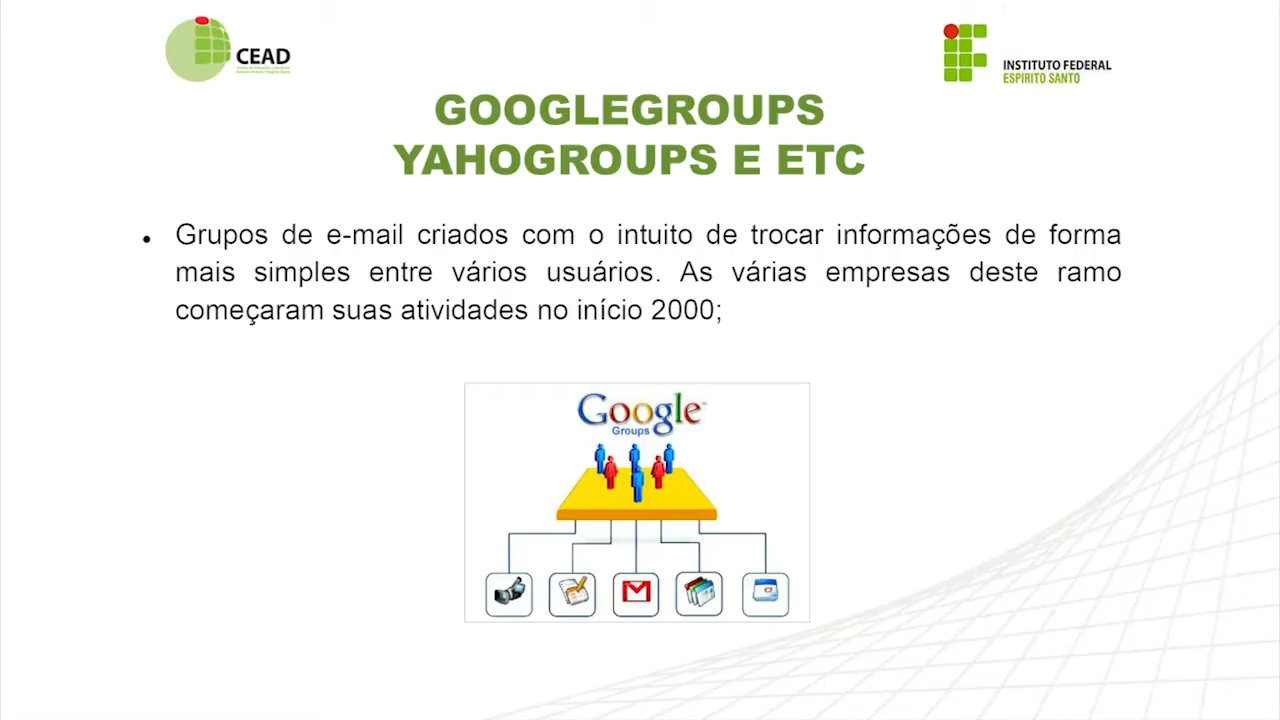 CEAD
INSTITUTO FEDERAL
ESPIRITO SANTO
GOOGLEGROUPS
YAHOGROUPS E ETC
• Grupos de e-mail criados com o intuito de trocar informações de forma
mais simples entre vários usuários. As várias empresas deste ramo
começaram suas atividades no início 2000;
Google™
Groups